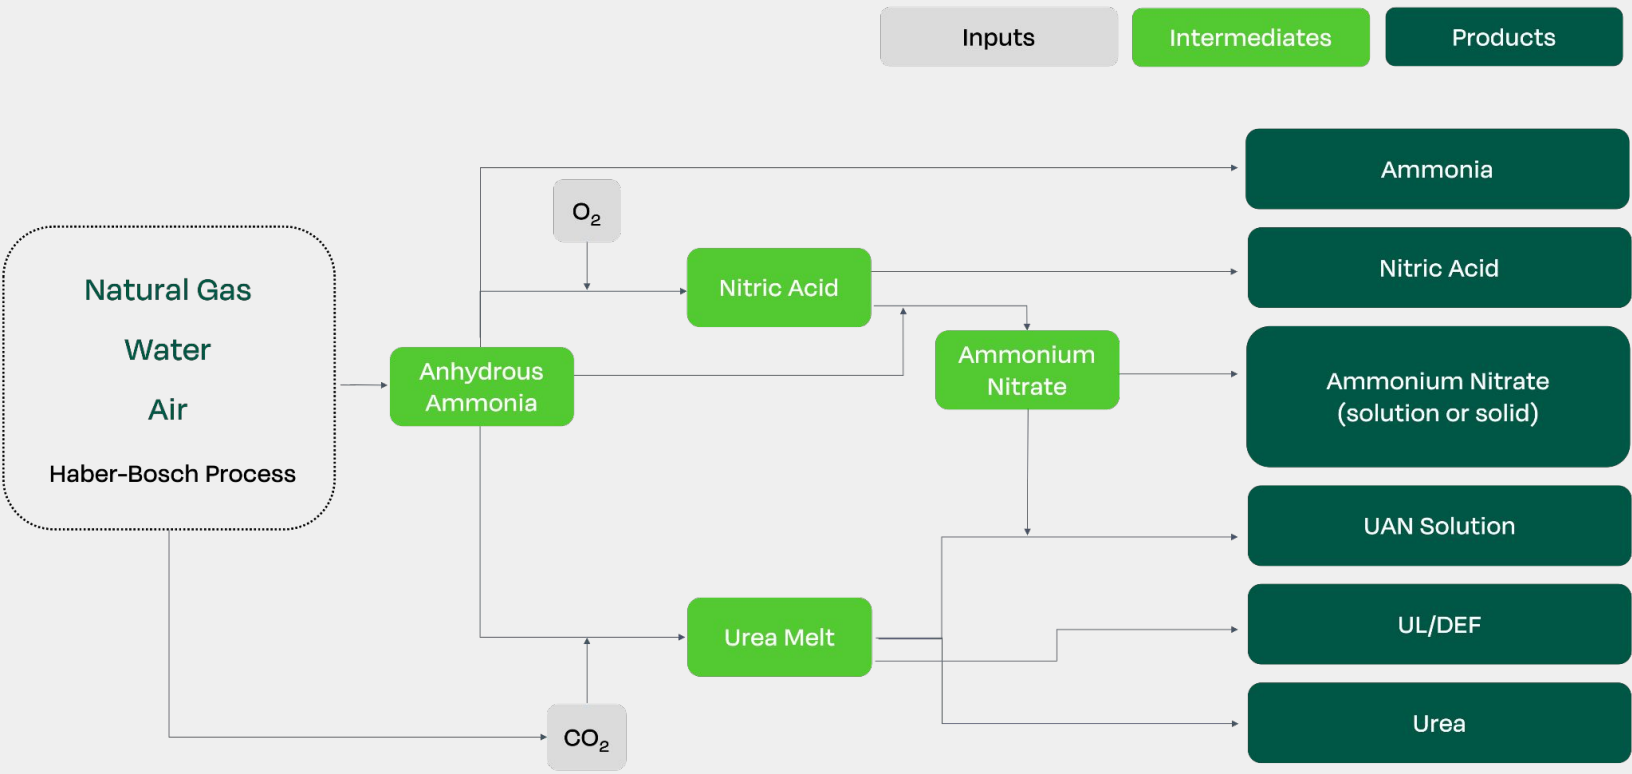 Inputs
Intermediates
Products
Ammonia
O₂
Nitric Acid
Nitric Acid
Natural Gas
Water
Air
Haber-Bosch Process
Anhydrous
Ammonia
Ammonium
Nitrate
Ammonium Nitrate
(solution or solid)
UAN Solution
Urea Melt
UL/DEF
CO₂
Urea